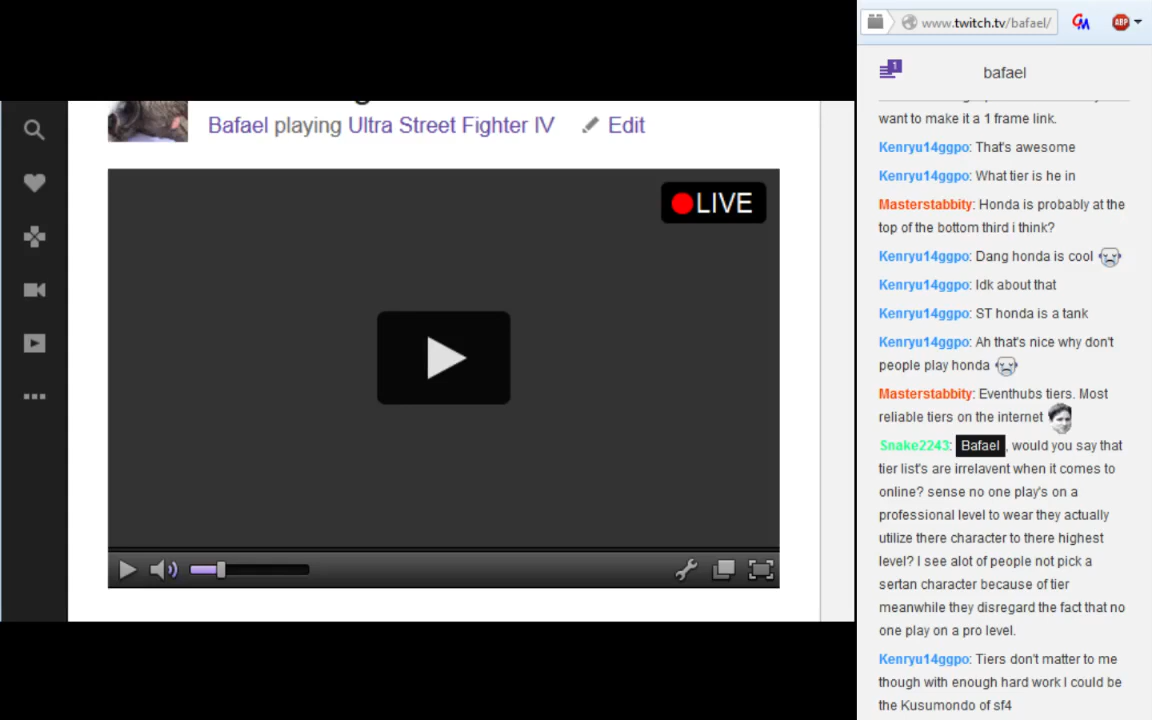 www.twitch.tv/bafael/
GM
ABP
1
bafael
Bafael playing Ultra Street Fighter IV
Edit
LIVE
want to make it a 1 frame link.
Kenryu14ggpo: That's awesome
Kenryu14ggpo: What tier is he in
Masterstabbity: Honda is probably at the
top of the bottom third i think?
Kenryu14ggpo: Dang honda is cool
Kenryu14ggpo: Idk about that
Kenryu14ggpo: ST honda is a tank
Kenryu14ggpo: Ah that's nice why don't
people play honda
Masterstabbity: Eventhubs tiers. Most
reliable tiers on the internet
Snake2243: Bafael, would you say that
tier list's are irrelavent when it comes to
online? sense no one play's on a
professional level to wear they actually
utilize there character to there highest
level? I see alot of people not pick a
sertan character because of tier
meanwhile they disregard the fact that no
one play on a pro level.
Kenryu14ggpo: Tiers don't matter to me
though with enough hard work I could be
the Kusumondo of sf4